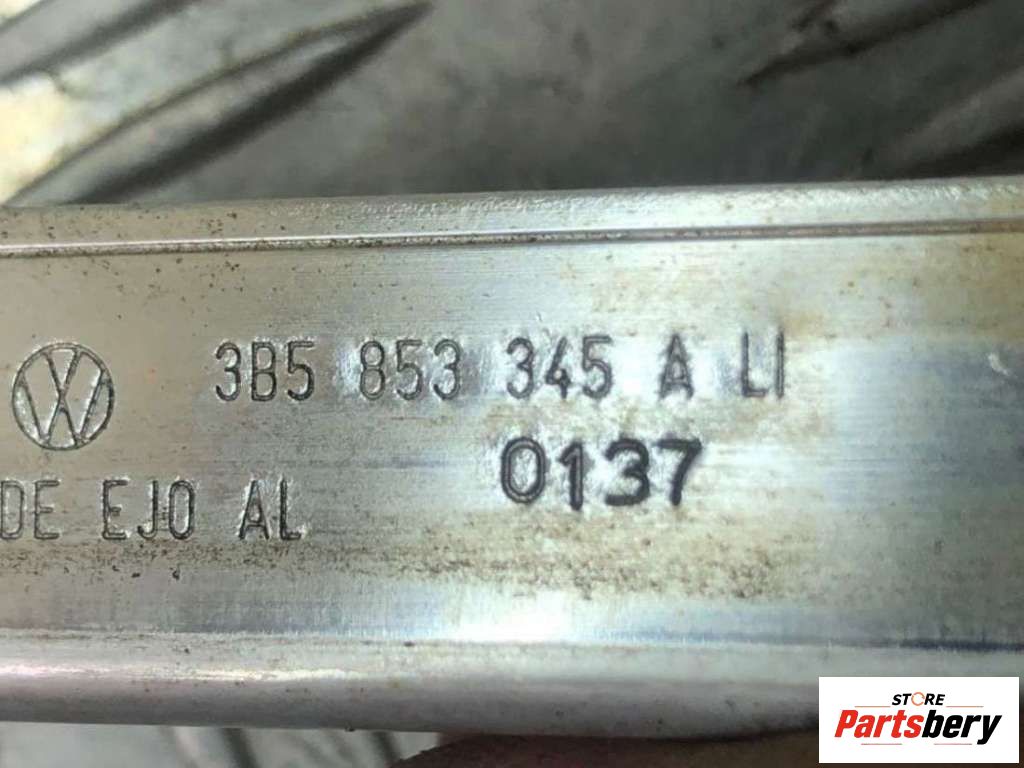 3B5 853 345 A LI
0137
DE EJO AL
STORE
Partsbery